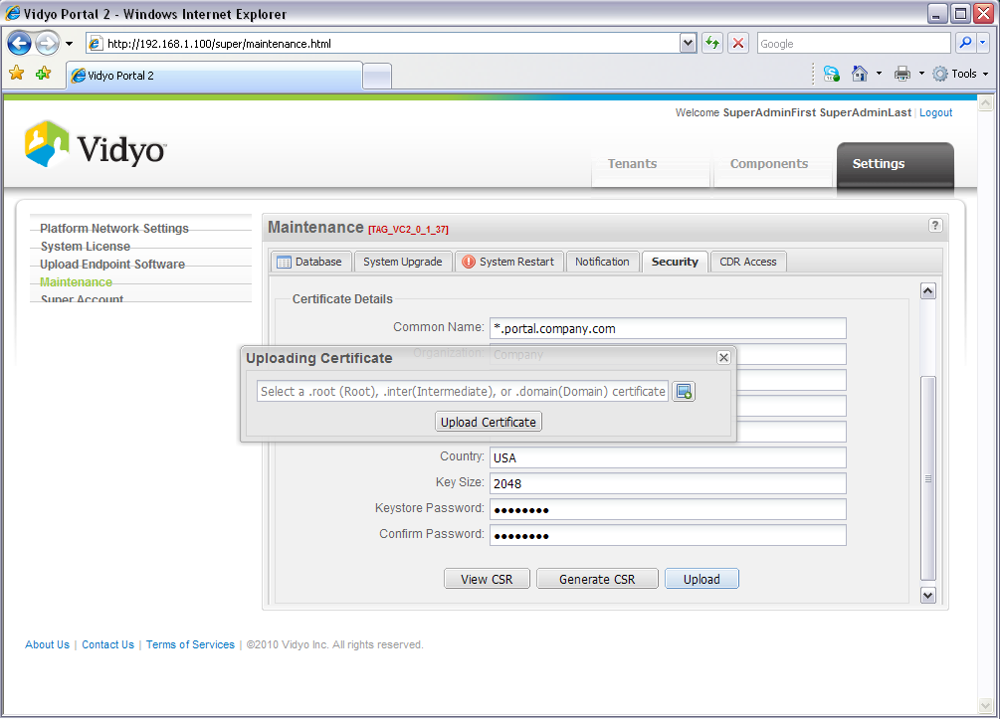 Vidyo Portal 2 - Windows Internet Explorer
http://192.168.1.100/super/maintenance.html
Google
Vidyo Portal 2
Tools
Welcome SuperAdminFirst SuperAdminLast | Logout
Vidyo
Tenants
Components
Settings
Platform Network Settings
System License
Upload Endpoint Software
Maintenance
Super Account
Maintenance [TAG_VC2_0_1_37]
?
Database
System Upgrade
System Restart
Notification
Security
CDR Access
Certificate Details
Common Name: *.portal.company.com
Organization: Company
Uploading Certificate
Select a .root (Root), .inter(Intermediate), or .domain(Domain) certificate
Upload Certificate
Country: USA
Key Size: 2048
Keystore Password: ●●●●●●●●
Confirm Password: ●●●●●●●●
View CSR
Generate CSR
Upload
About Us | Contact Us | Terms of Services | ©2010 Vidyo Inc. All rights reserved.